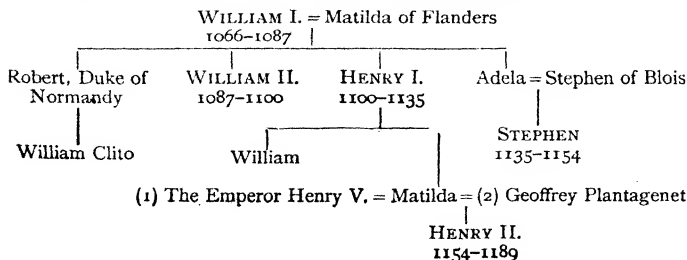 WILLIAM I. = Matilda of Flanders
1066–1087
Robert, Duke of Normandy WILLIAM II. 1087–1100 HENRY I. 1100–1135 Adela = Stephen of Blois
William Clito William STEPHEN 1135–1154
(1) The Emperor Henry V. = Matilda = (2) Geoffrey Plantagenet
HENRY II.
1154–1189